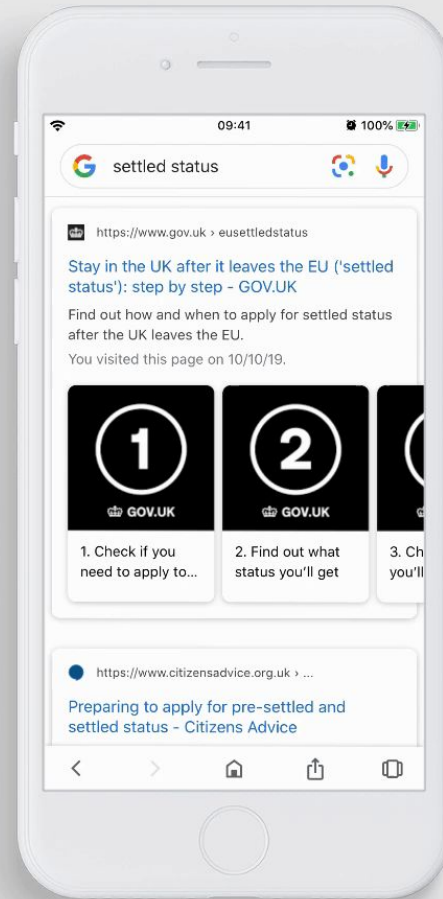 09:41
100%
settled status
https://www.gov.uk › eusettledstatus
Stay in the UK after it leaves the EU ('settled
status'): step by step - GOV.UK
Find out how and when to apply for settled status
after the UK leaves the EU.
You visited this page on 10/10/19.
1
GOV.UK
1. Check if you
need to apply to...
2
GOV.UK
2. Find out what
status you'll get
3. Ch
you'll
https://www.citizensadvice.org.uk › ...
Preparing to apply for pre-settled and
settled status - Citizens Advice